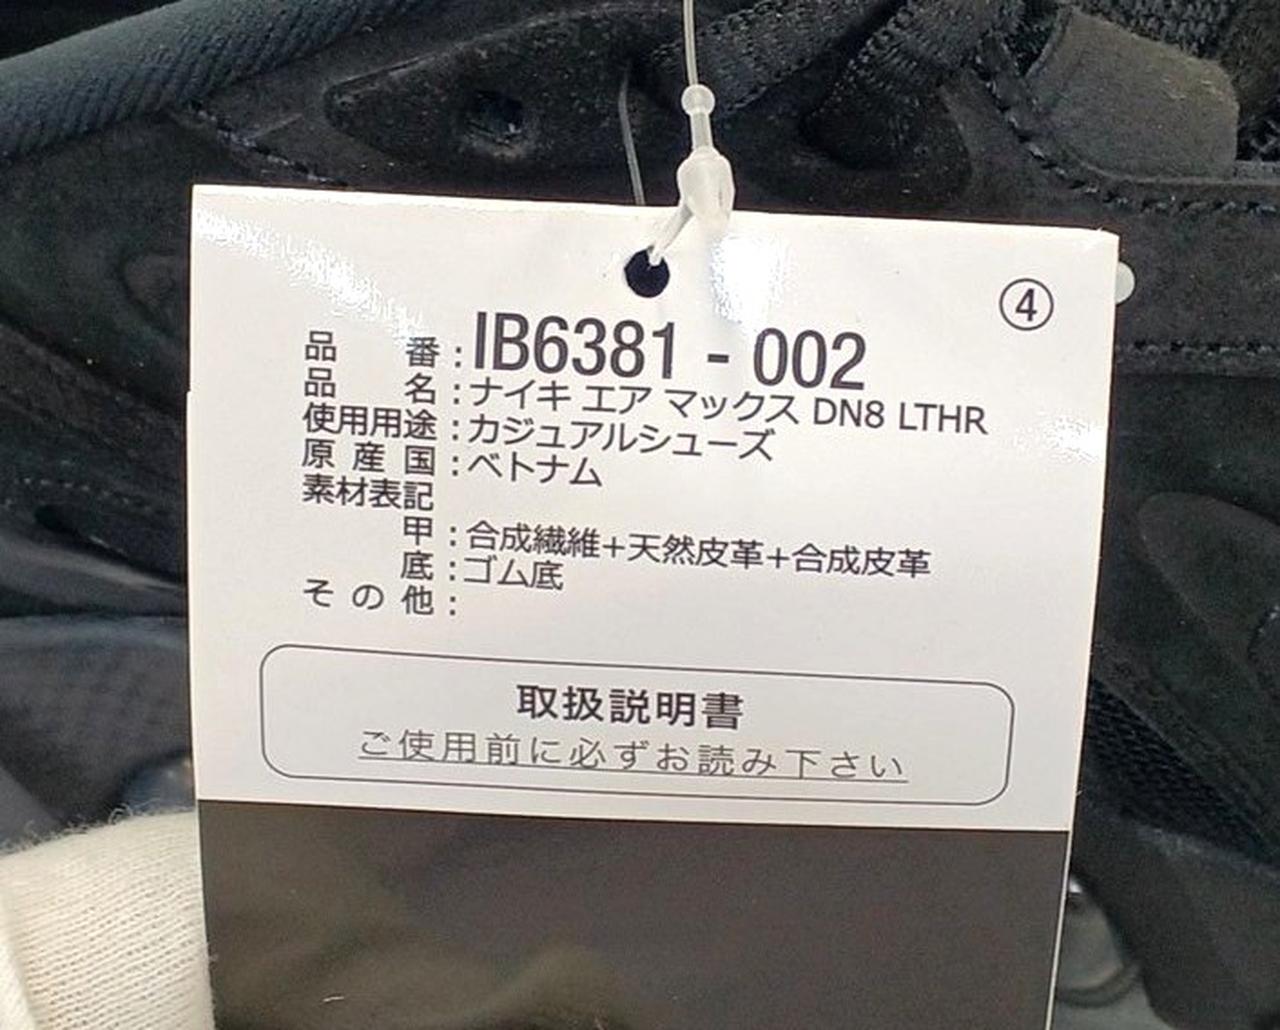 ④
品番:IB6381-002
品名:ナイキ エア マックス DN8 LTHR
使用用途:カジュアルシューズ
原産国:ベトナム
素材表記
甲:合成繊維+天然皮革+合成皮革
底:ゴム底
その他:
取扱説明書
ご使用前に必ずお読み下さい